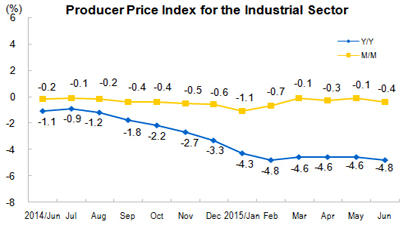 Producer Price Index for the Industrial Sector
(%)
6
4
2
0
-2
-4
-6
-8
Y/Y
M/M
-0.2 -0.1 -0.2 -0.4 -0.4 -0.5 -0.6 -1.1 -0.7 -0.1 -0.3 -0.1 -0.4
-1.1 -0.9 -1.2 -1.8 -2.2 -2.7 -3.3 -4.3 -4.8 -4.6 -4.6 -4.6 -4.8
2014/Jun Jul Aug Sep Oct Nov Dec 2015/Jan Feb Mar Apr May Jun